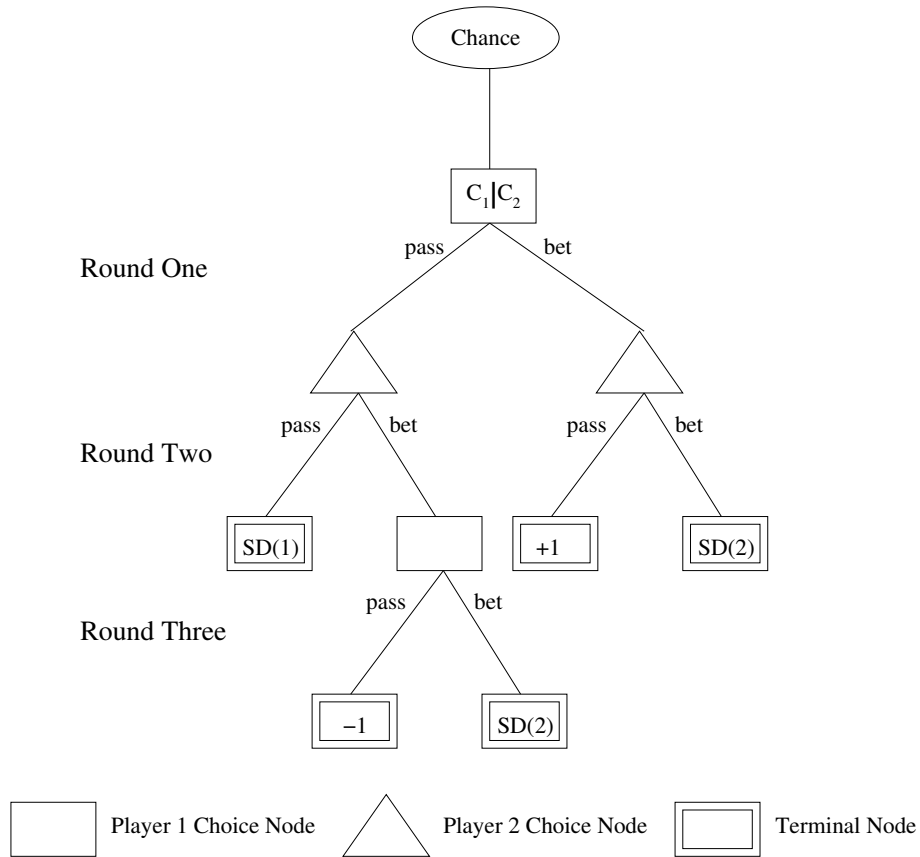 Chance
C₁|C₂
pass bet
Round One
pass bet pass bet
Round Two
SD(1) +1 SD(2)
pass bet
Round Three
−1 SD(2)
Player 1 Choice Node Player 2 Choice Node Terminal Node